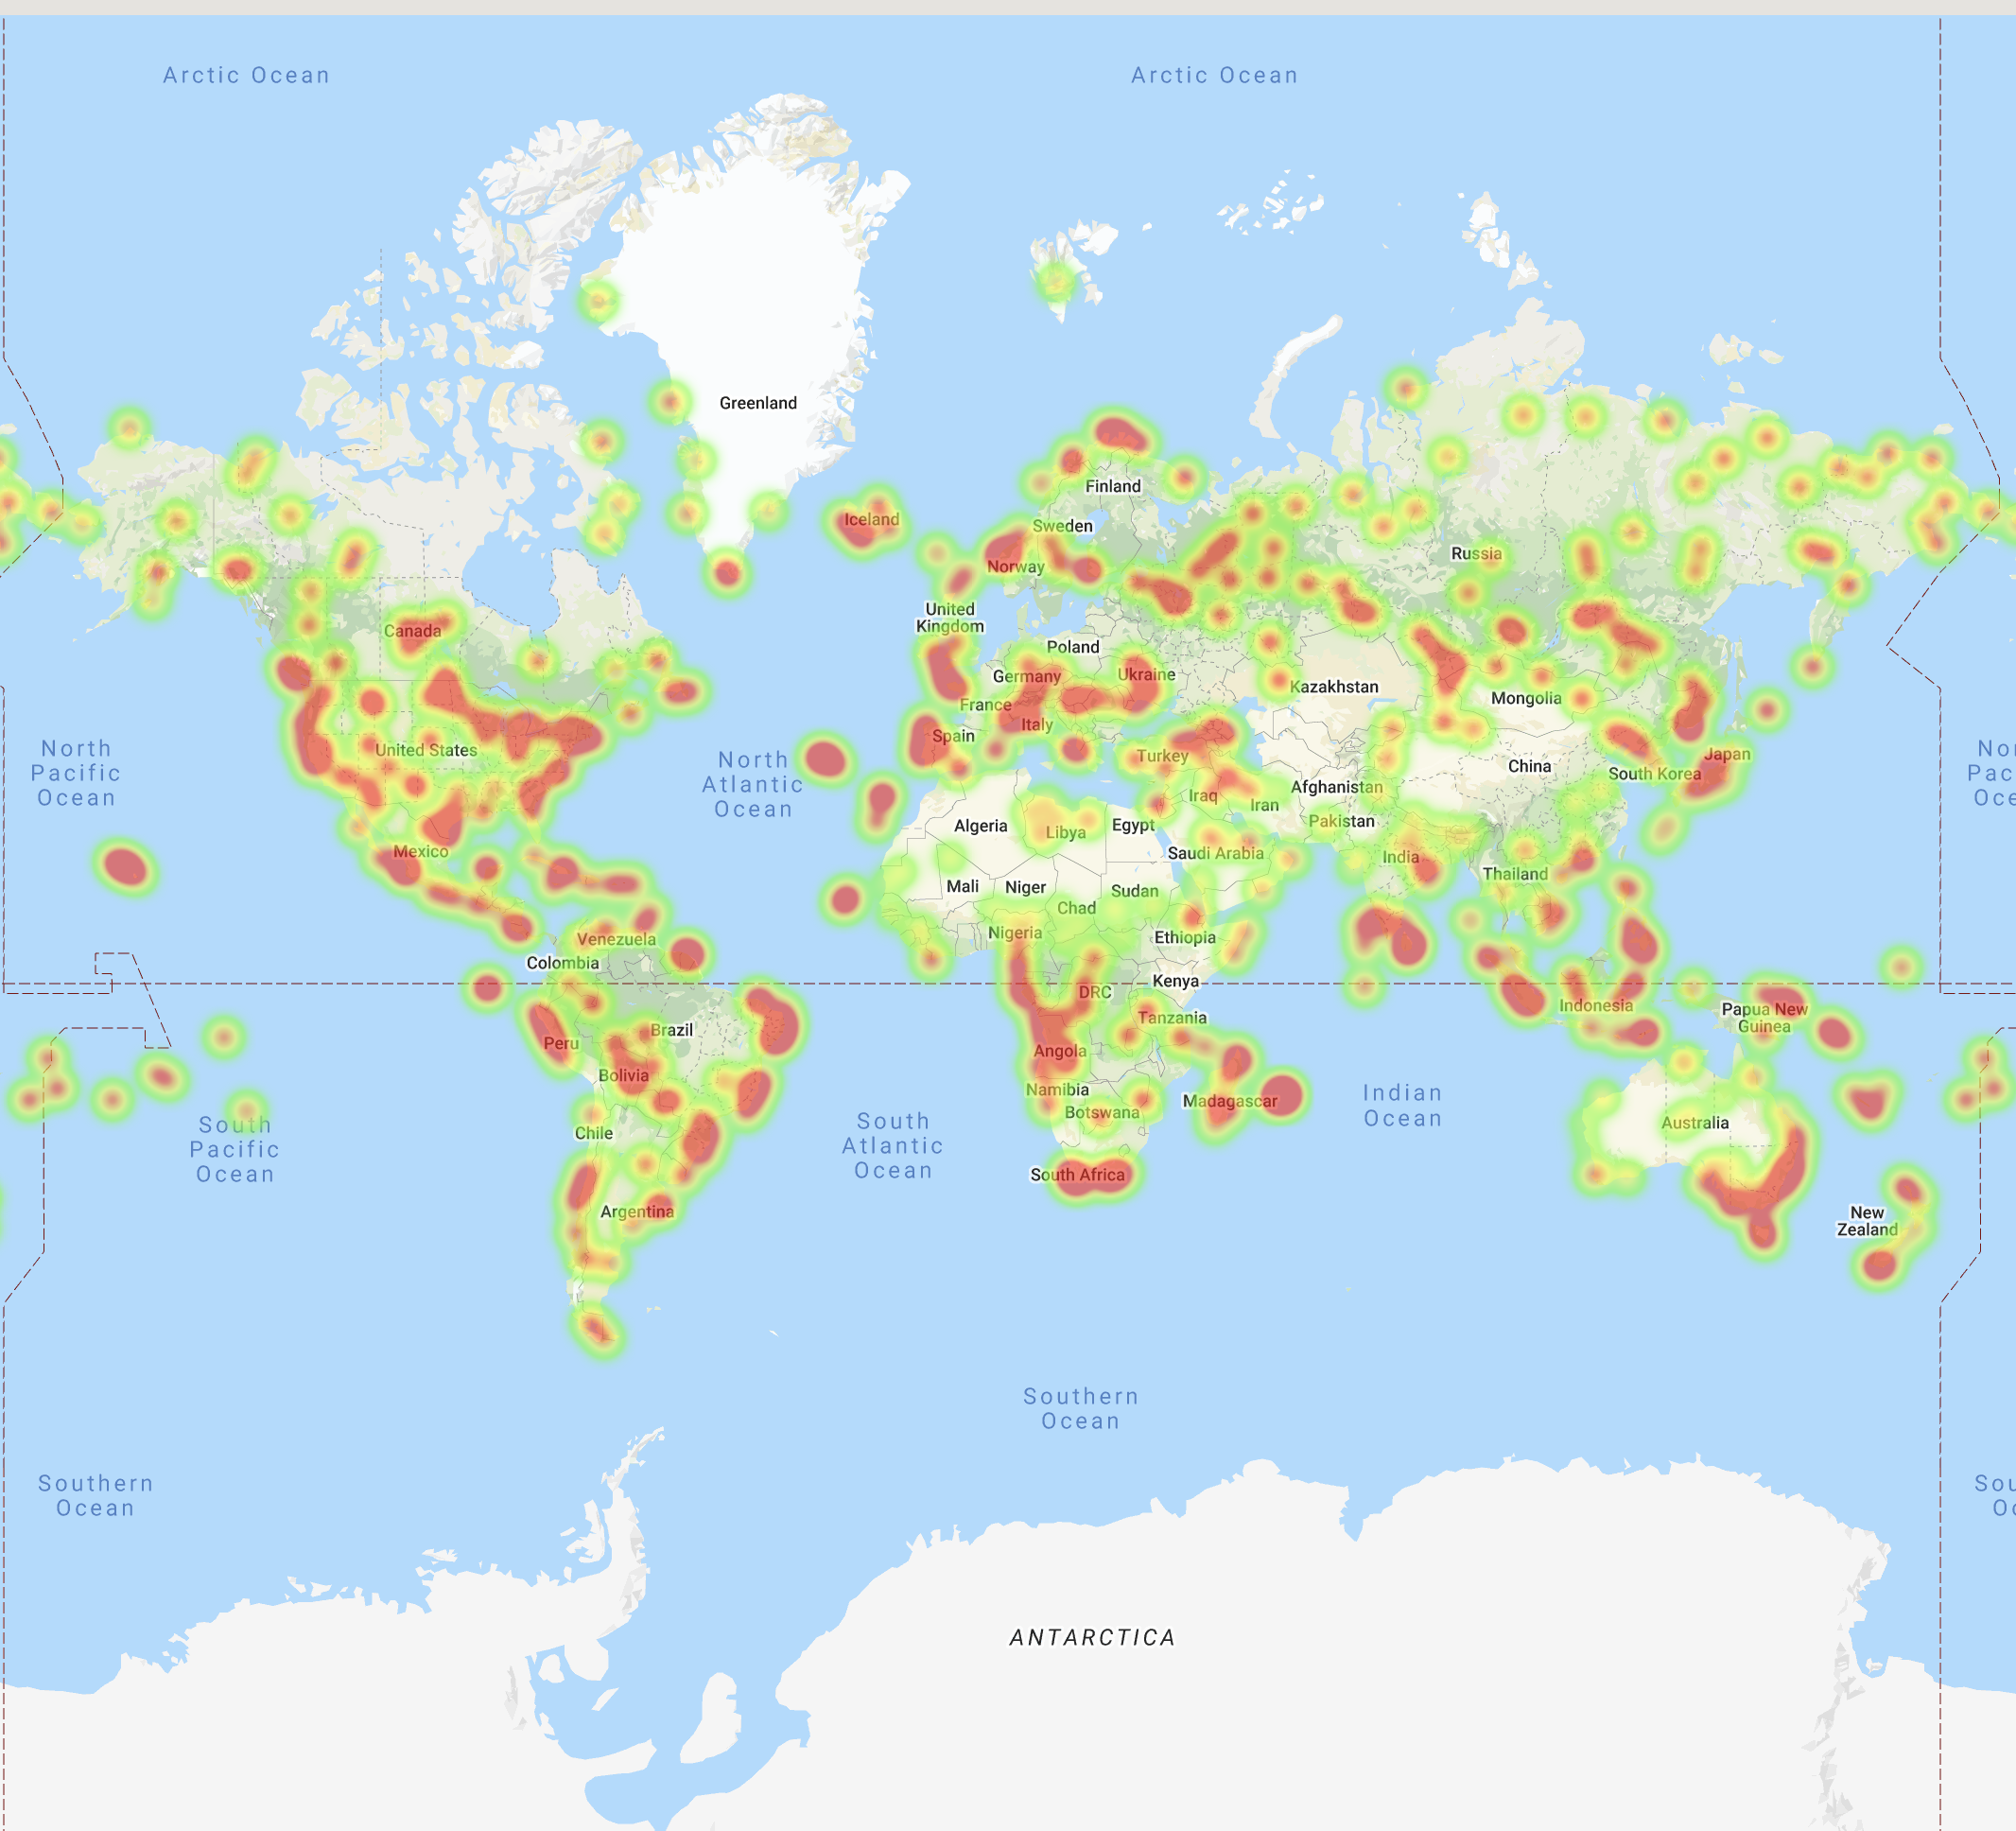 Arctic Ocean
Arctic Ocean
Greenland
Iceland
Finland
Sweden
Norway
Russia
United
Kingdom
Canada
Poland
Germany
Ukraine
Kazakhstan
Mongolia
France
Italy
Spain
United States
North
Pacific
Ocean
North
Atlantic
Ocean
Turkey
China
Japan
South Korea
Nor
Pac
Oce
Iraq
Iran
Afghanistan
Pakistan
Algeria
Libya
Egypt
Saudi Arabia
India
Mexico
Thailand
Mali
Niger
Sudan
Chad
Nigeria
Ethiopia
Venezuela
Colombia
Kenya
DRC
Indonesia
Papua New
Guinea
Tanzania
Brazil
Peru
Angola
Bolivia
Namibia
Botswana
Madagascar
Indian
Ocean
South
Pacific
Ocean
Chile
South
Atlantic
Ocean
Australia
South Africa
Argentina
New
Zealand
Southern
Ocean
Southern
Ocean
Sou
Oc
ANTARCTICA